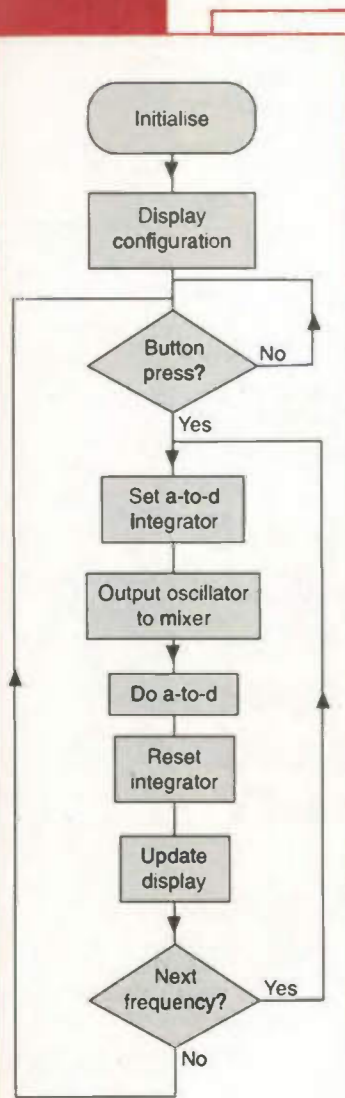 Initialise
Display
configuration
Button
press?
No
Yes
Set a-to-d
integrator
Output oscillator
to mixer
Do a-to-d
Reset
integrator
Update
display
Next
frequency?
Yes
No